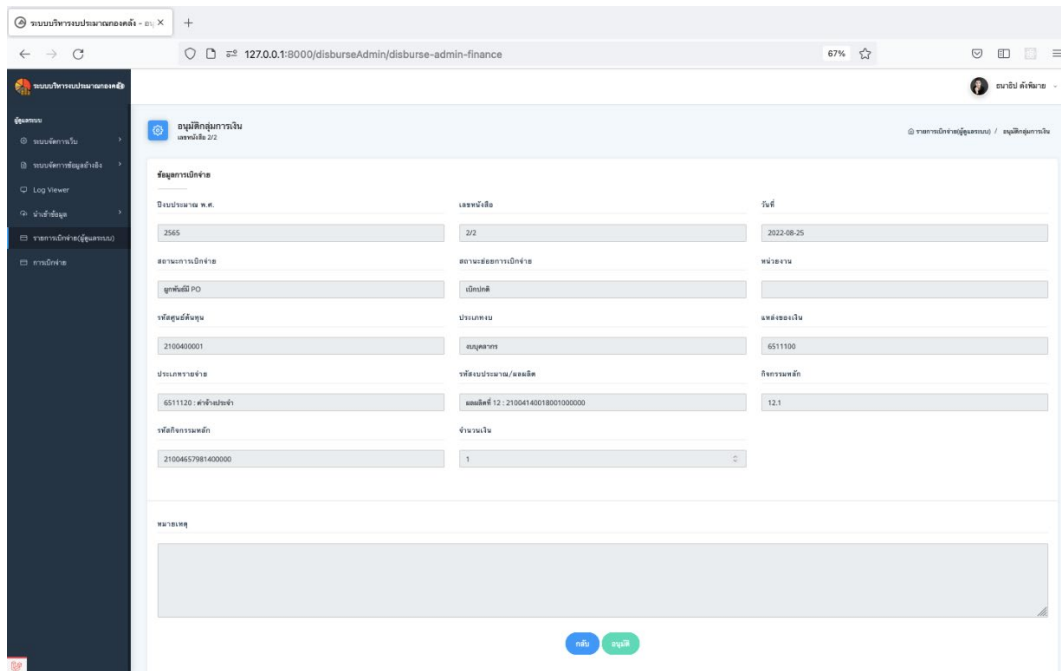 ระบบบริหารงบประมาณกองคลัง - อนุ
127.0.0.1:8000/disburseAdmin/disburse-admin-finance
67%
ระบบบริหารงบประมาณกองคลัง
ธนาธิป ตังพิมาย
ผู้ดูแลระบบ
ระบบจัดการเว็บ
ระบบจัดการข้อมูลอ้างอิง
Log Viewer
นำเข้าข้อมูล
รายการเบิกจ่าย(ผู้ดูแลระบบ)
การเบิกจ่าย
อนุมัติกลุ่มการเงิน
เลขหนังสือ 2/2
รายการเบิกจ่าย(ผู้ดูแลระบบ) / อนุมัติกลุ่มการเงิน
ข้อมูลการเบิกจ่าย
ปีงบประมาณ พ.ศ. เลขหนังสือ วันที่
2565 2/2 2022-08-25
สถานะการเบิกจ่าย สถานะย่อยการเบิกจ่าย หน่วยงาน
ผูกพันธ์มี PO เบิกปกติ
รหัสศูนย์ต้นทุน ประเภทงบ แหล่งของเงิน
2100400001 งบบุคลากร 6511100
ประเภทรายจ่าย รหัสงบประมาณ/ผลผลิต กิจกรรมหลัก
6511120 : ค่าจ้างประจำ ผลผลิตที่ 12 : 21004140018001000000 12.1
รหัสกิจกรรมหลัก จำนวนเงิน
21004657981400000 1
หมายเหตุ
กลับ อนุมัติ